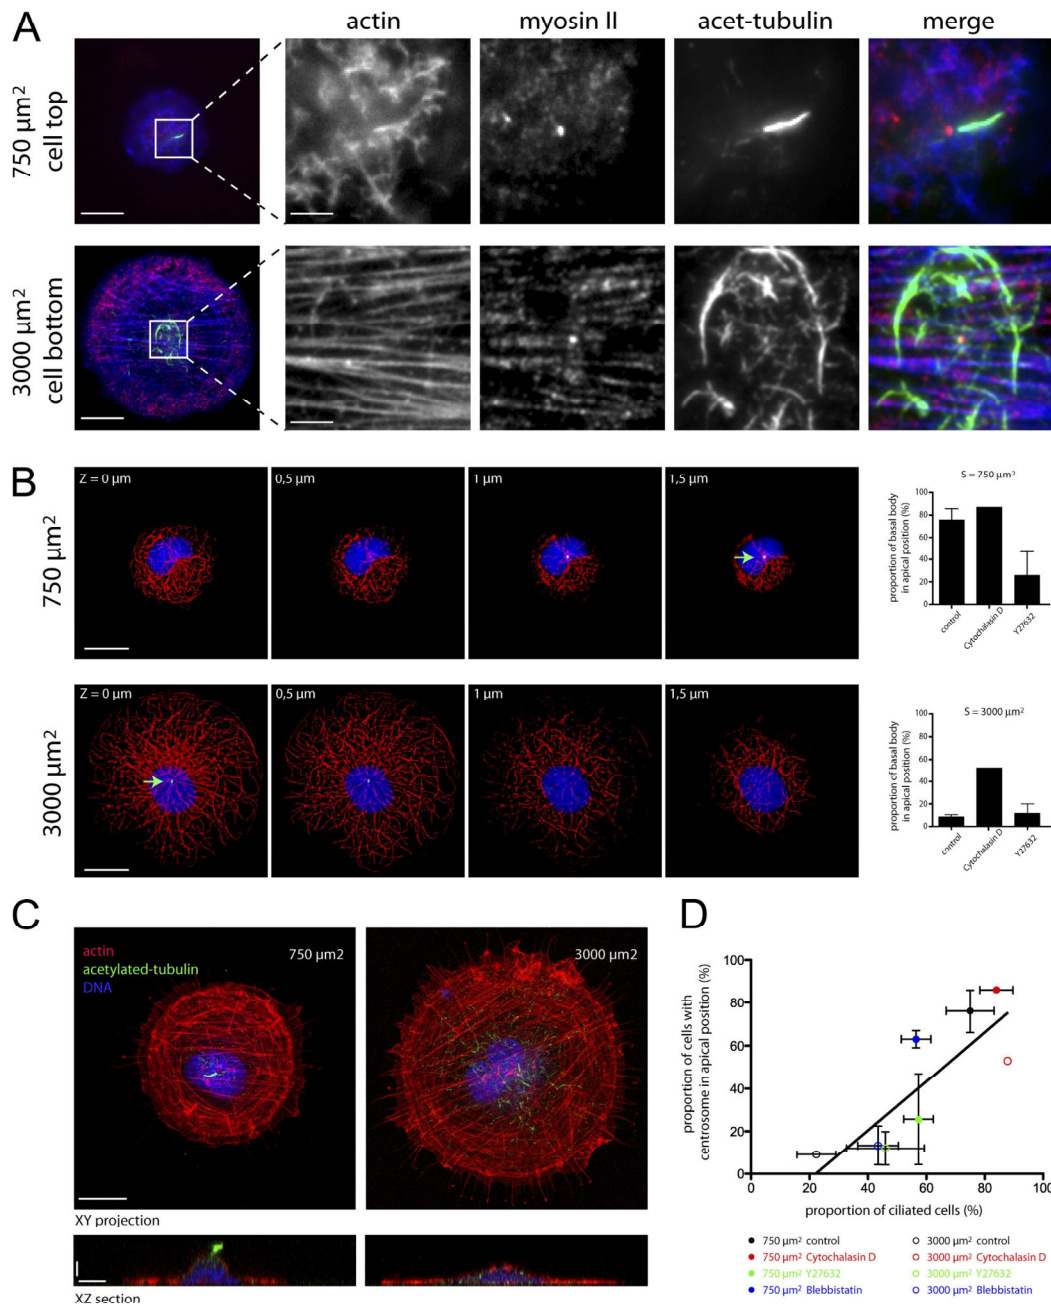 A
actin
myosin II
acet-tubulin
merge
750 µm²
cell top
3000 µm²
cell bottom
B
750 µm²
Z = 0 µm
0,5 µm
1 µm
1,5 µm
S = 750 µm²
proportion of basal body
in apical position (%)
100
80
60
40
20
0
control
Cytochalasin D
Y27632
3000 µm²
Z = 0 µm
0,5 µm
1 µm
1,5 µm
S = 3000 µm²
proportion of basal body
in apical position (%)
100
80
60
40
20
0
control
Cytochalasin D
Y27632
C
actin
acetylated-tubulin
DNA
750 µm2
3000 µm2
XY projection
XZ section
D
proportion of cells with
centrosome in apical position (%)
100
80
60
40
20
0
0
20
40
60
80
100
proportion of ciliated cells (%)
750 µm² control
3000 µm² control
750 µm² Cytochalasin D
3000 µm² Cytochalasin D
750 µm² Y27632
3000 µm² Y27632
750 µm² Blebbistatin
3000 µm² Blebbistatin